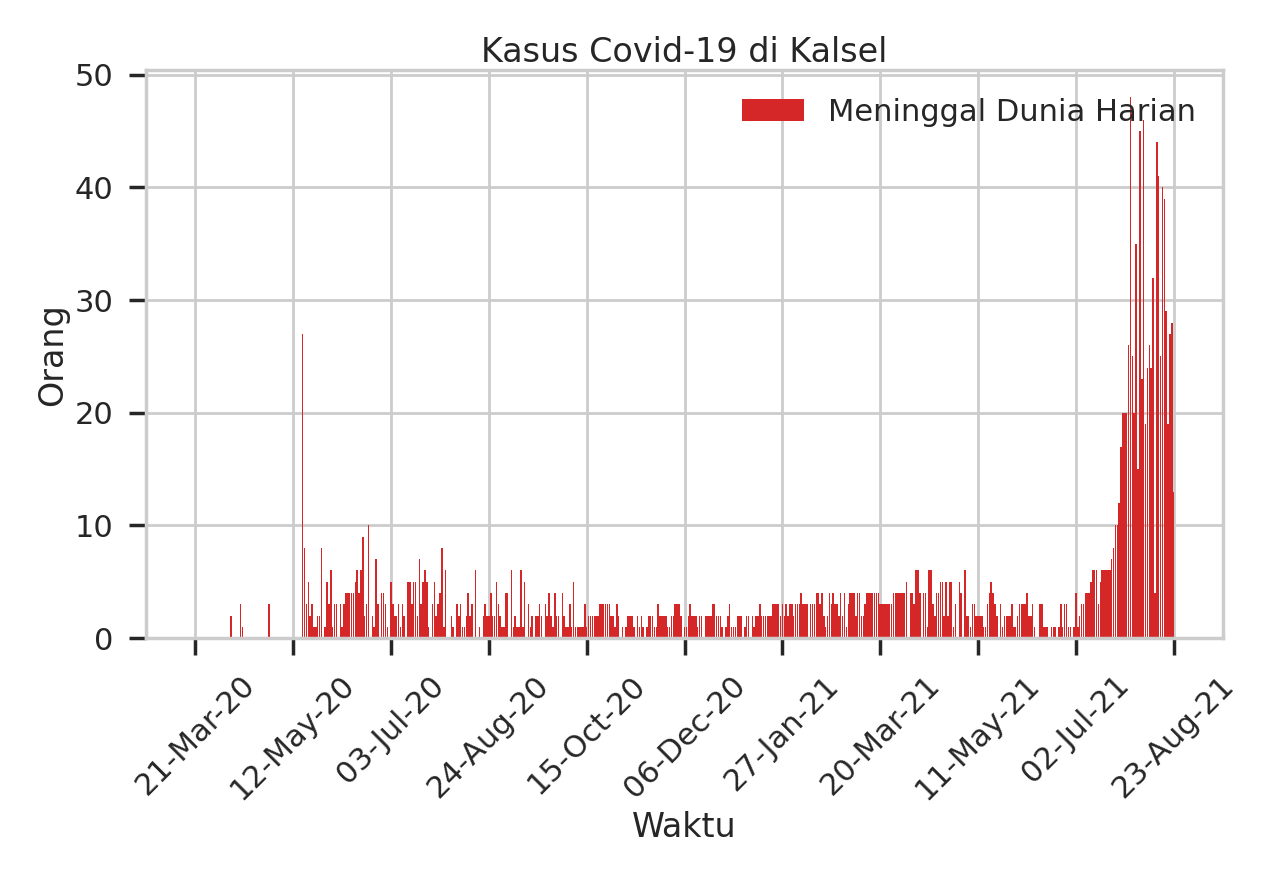 Kasus Covid-19 di Kalsel
Meninggal Dunia Harian
Orang
50
40
30
20
10
0
21-Mar-20
12-May-20
03-Jul-20
24-Aug-20
15-Oct-20
06-Dec-20
27-Jan-21
20-Mar-21
11-May-21
02-Jul-21
23-Aug-21
Waktu